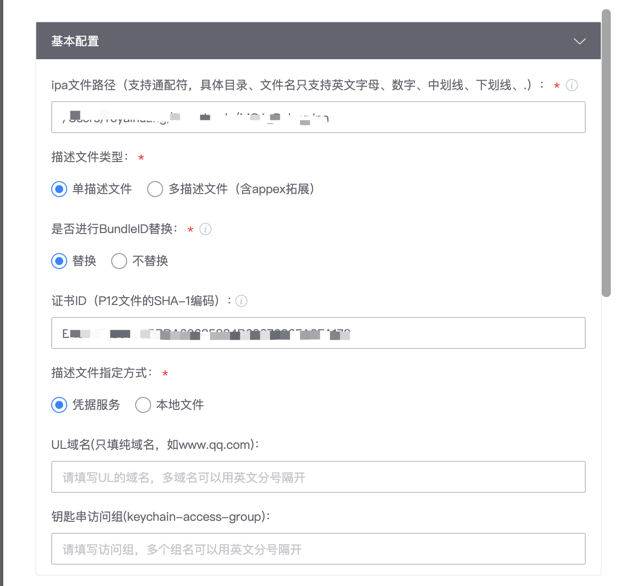 基本配置
ipa文件路径（支持通配符，具体目录、文件名只支持英文字母、数字、中划线、下划线、.）： *
描述文件类型： *
单描述文件 多描述文件（含appex拓展）
是否进行BundleID替换： *
替换 不替换
证书ID（P12文件的SHA-1编码）：
描述文件指定方式： *
凭据服务 本地文件
UL域名(只填纯域名，如www.qq.com)：
请填写UL的域名，多域名可以用英文分号隔开
钥匙串访问组(keychain-access-group)：
请填写访问组，多个组名可以用英文分号隔开